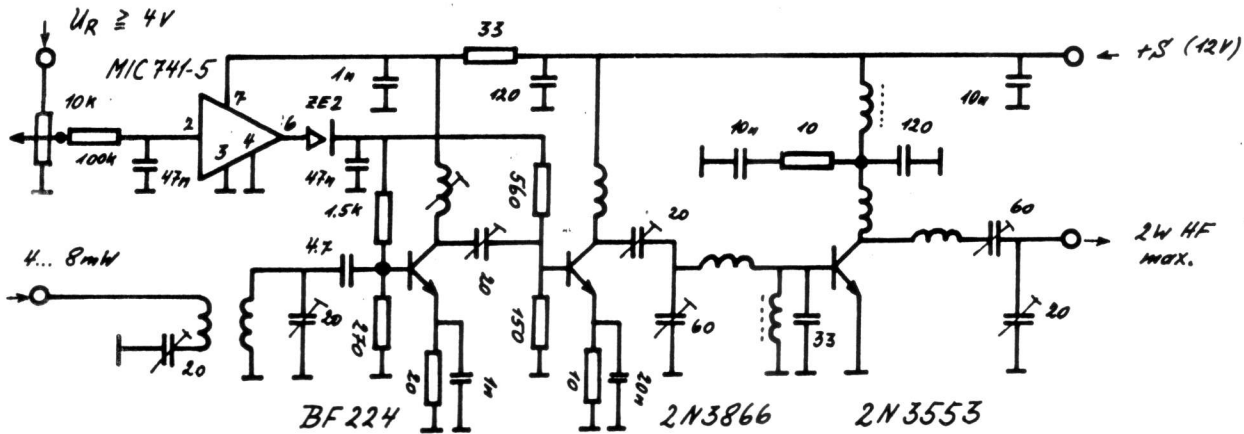 U_R ≧ 4V
MIC741-5
33
+S (12V)
1n
120
10n
10k
7
ZE2
2
6
100k
3
4
47n
47n
10n
10
120
560
1.5k
20
60
4.7
2W HF
max.
4... 8mW
20
20
270
20
1n
150
60
10
20n
33
20
20
BF224
2N3866
2N3553